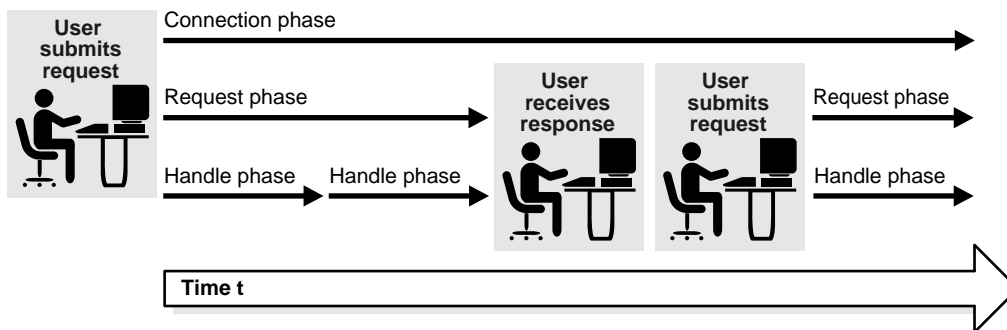 User
submits
request
Connection phase
Request phase
User
receives
response
User
submits
request
Request phase
Handle phase
Handle phase
Handle phase
Time t